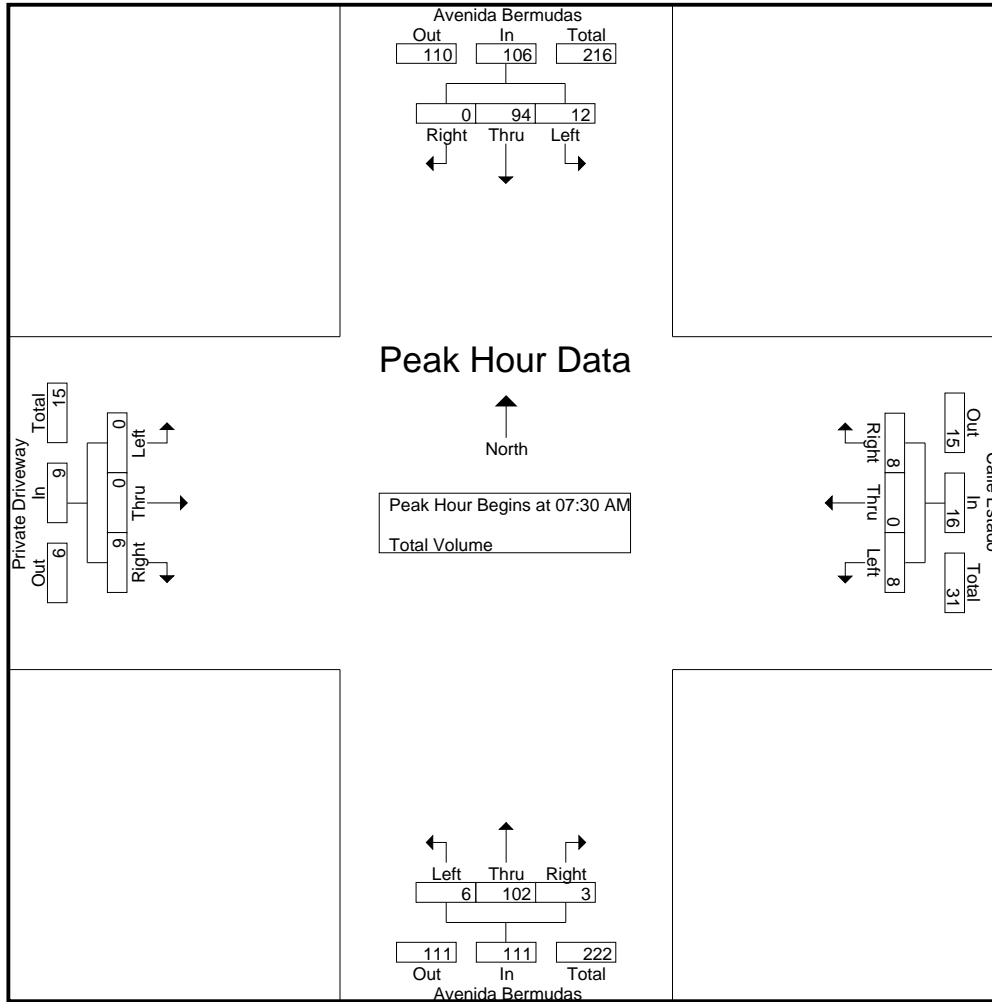 Avenida Bermudas
Out In Total
110 106 216
0 94 12
Right Thru Left
Peak Hour Data
North
Peak Hour Begins at 07:30 AM
Total Volume
Private Driveway
Total In Out
15 9 6
0 0 9
Left Thru Right
Right Thru Left
8 0 8
Out In Total
15 16 31
Calle Estado
Left Thru Right
6 102 3
111 111 222
Out In Total
Avenida Bermudas